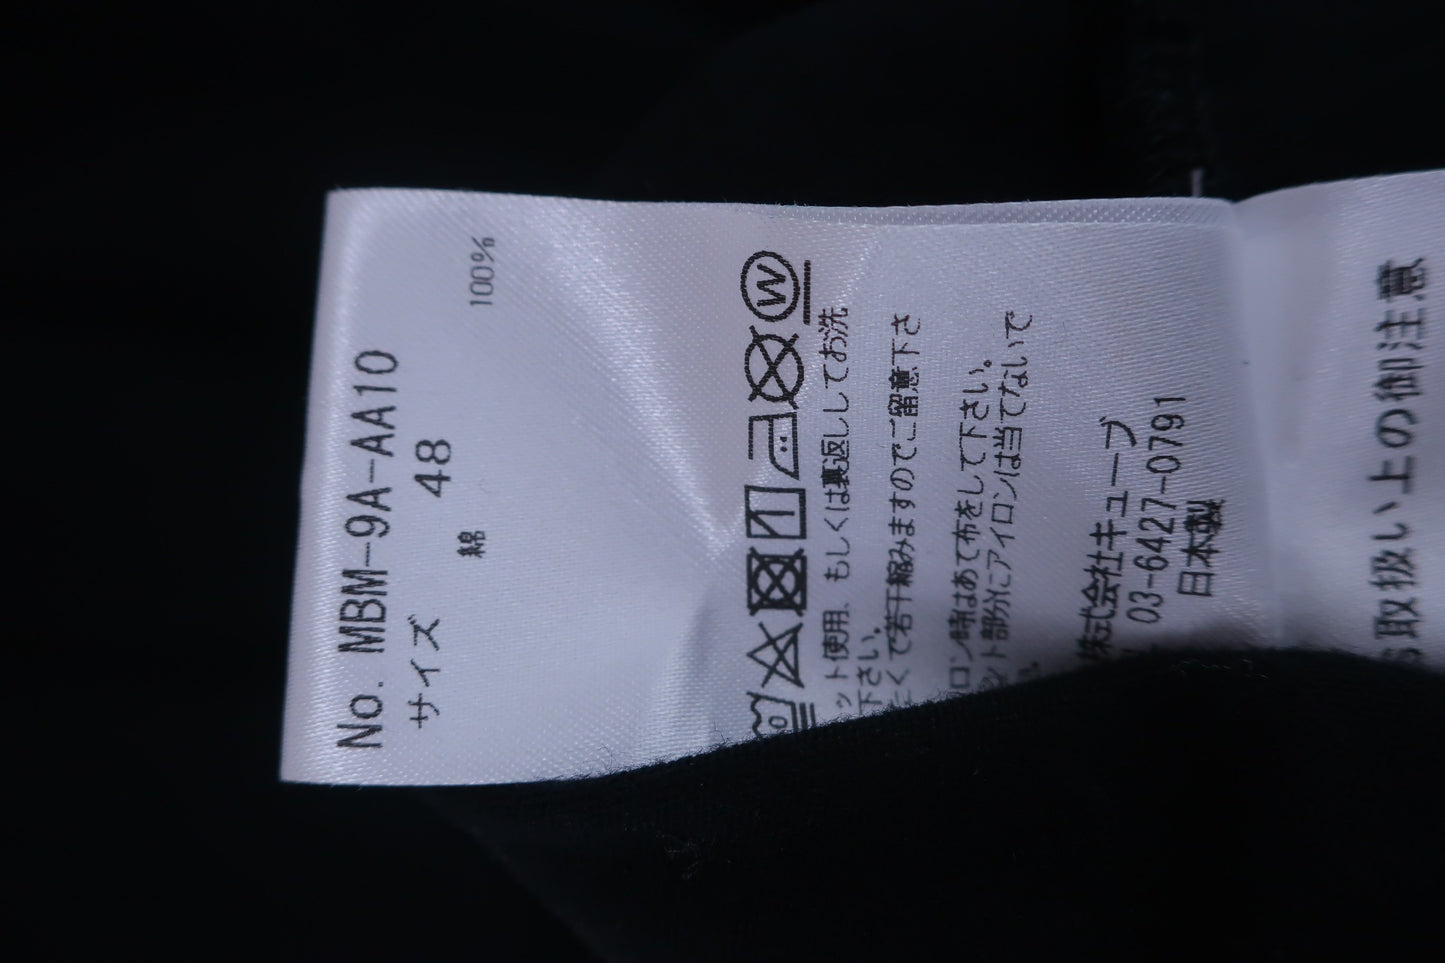 No. MBM-9A-AA10
サイズ 48
綿 100%
W
ット使用、もしくは裏返ししてお洗
下さい。
くて若干縮みますのでご留意下さ
ロン時はあて布をして下さい。
ット部分にアイロンは当てないで
株式会社キューブ
03-6427-0791
日本製
取扱い上の御注意